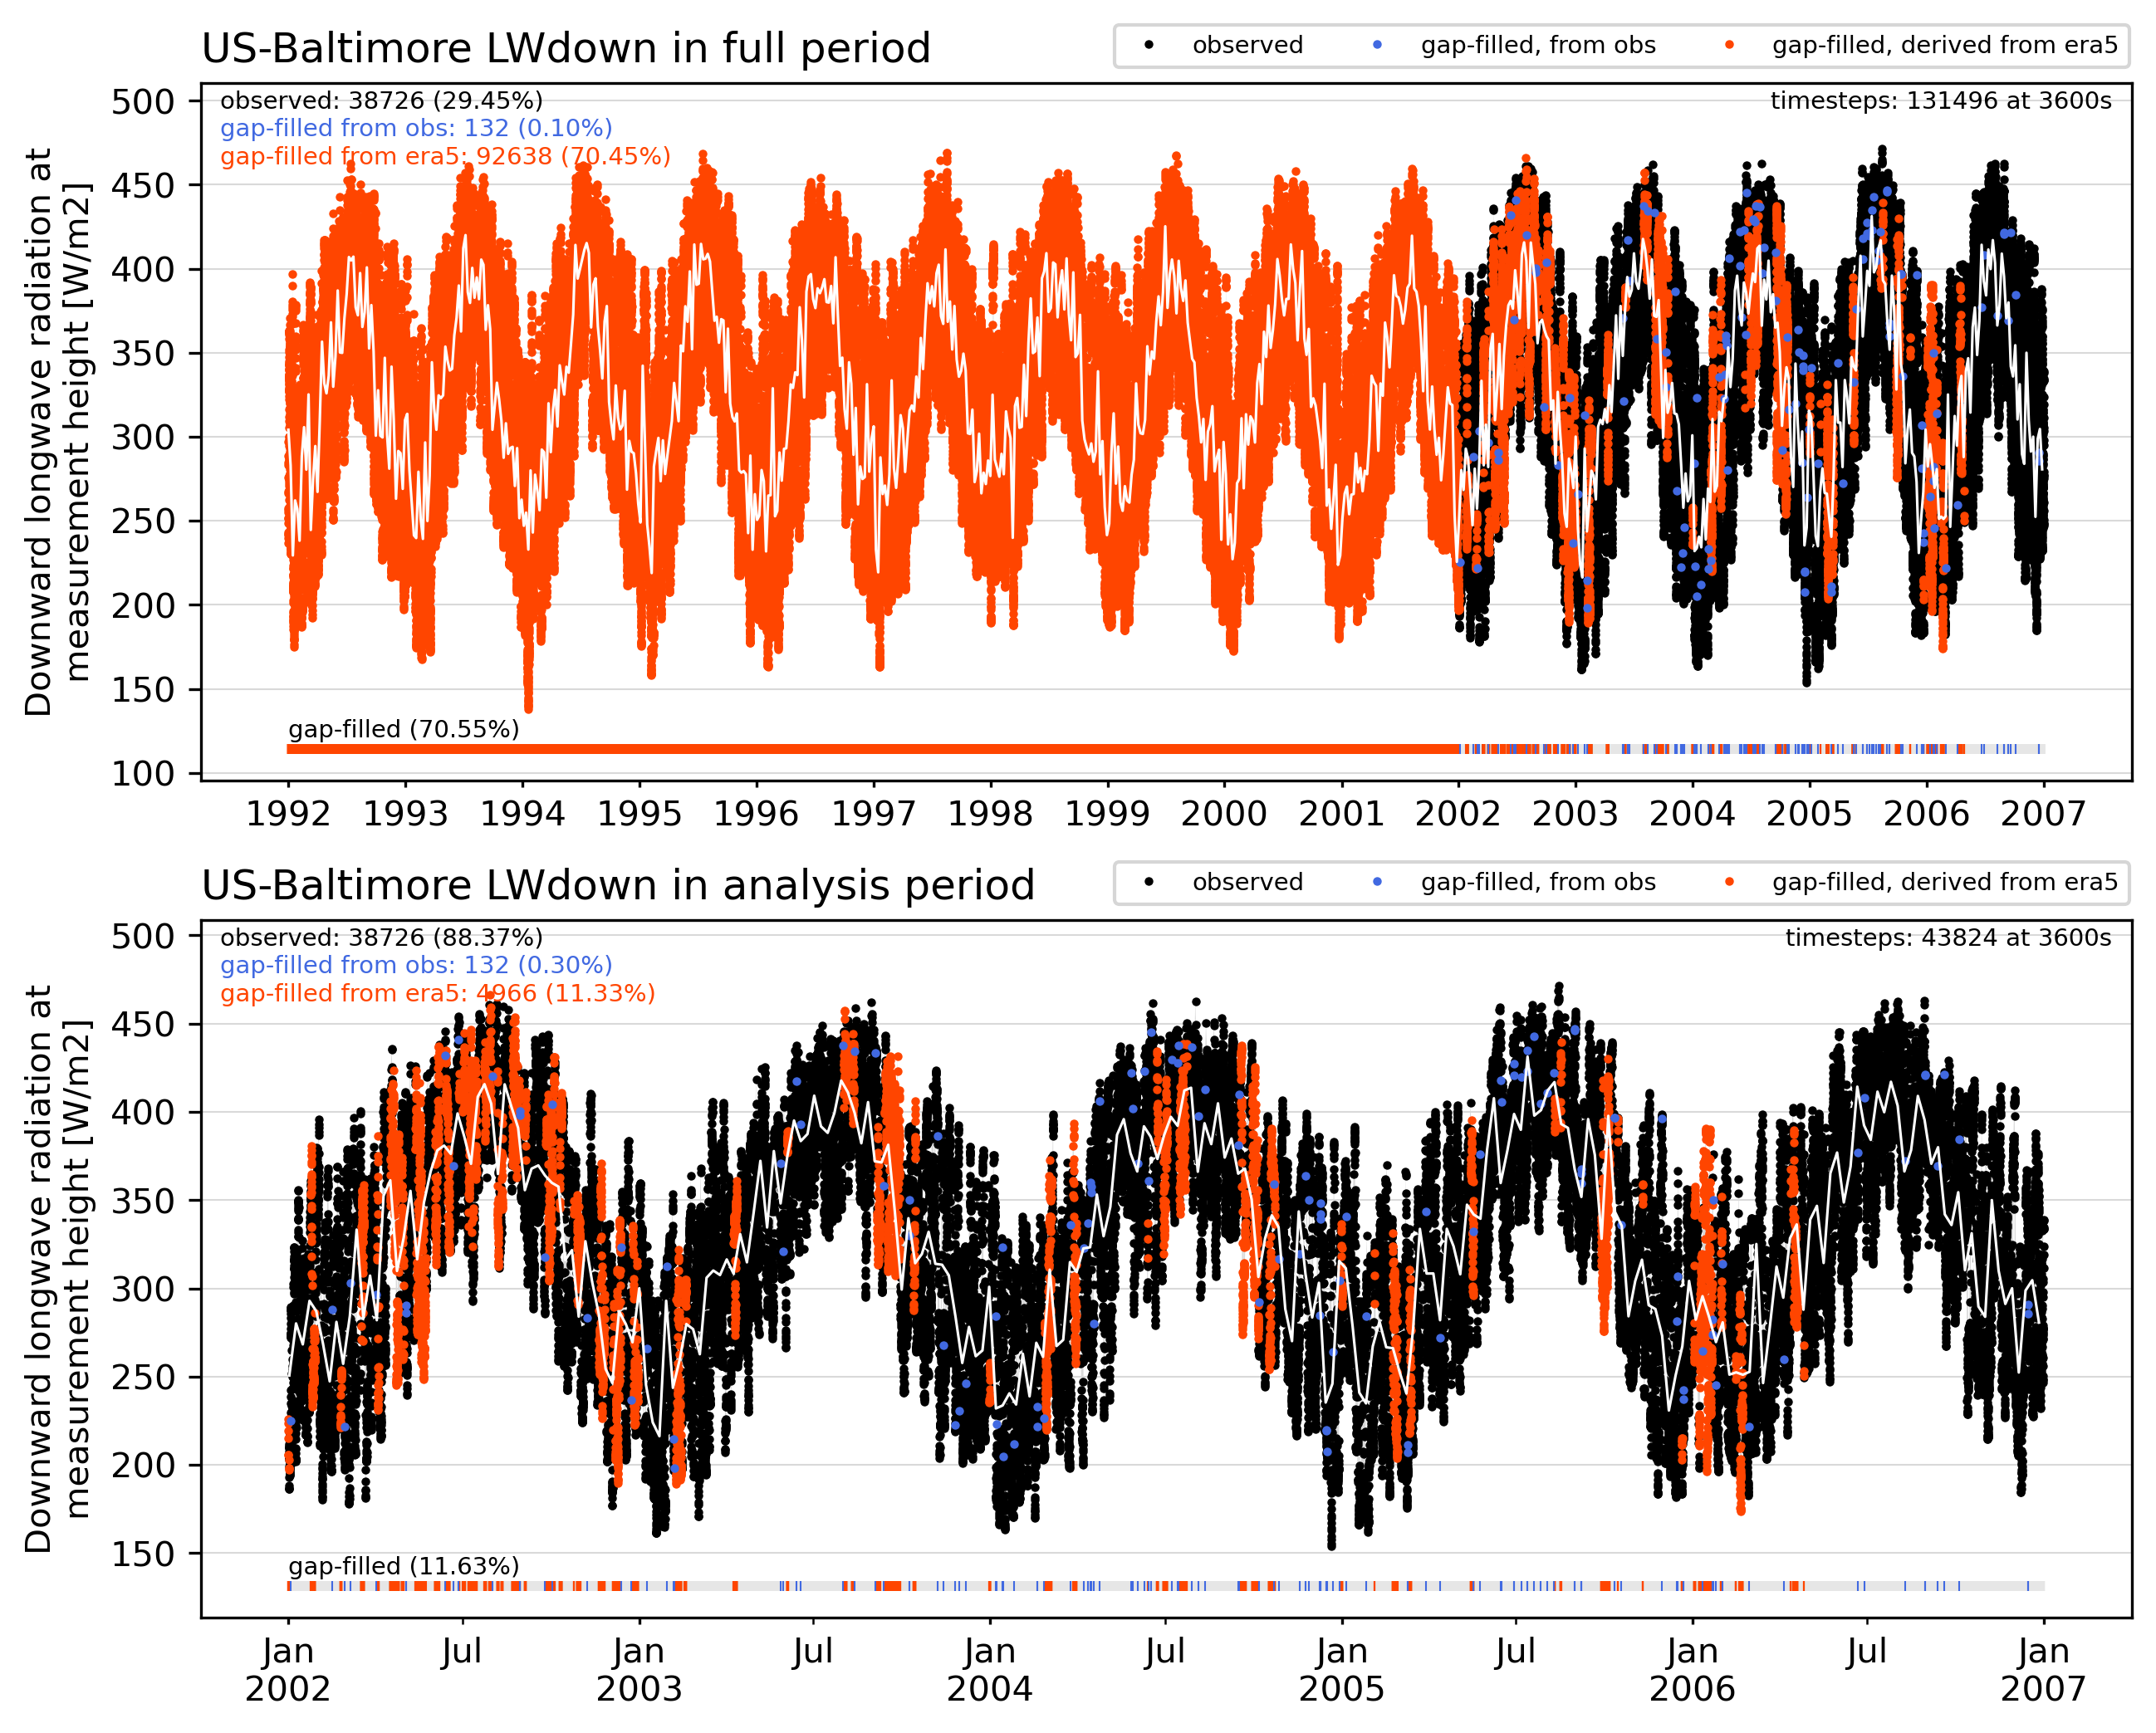 US-Baltimore LWdown in full period
observed gap-filled, from obs gap-filled, derived from era5
observed: 38726 (29.45%)
gap-filled from obs: 132 (0.10%)
gap-filled from era5: 92638 (70.45%)
timesteps: 131496 at 3600s
Downward longwave radiation at
measurement height [W/m2]
500
450
400
350
300
250
200
150
100
gap-filled (70.55%)
1992 1993 1994 1995 1996 1997 1998 1999 2000 2001 2002 2003 2004 2005 2006 2007
US-Baltimore LWdown in analysis period
observed gap-filled, from obs gap-filled, derived from era5
observed: 38726 (88.37%)
gap-filled from obs: 132 (0.30%)
gap-filled from era5: 4966 (11.33%)
timesteps: 43824 at 3600s
Downward longwave radiation at
measurement height [W/m2]
500
450
400
350
300
250
200
150
gap-filled (11.63%)
Jan Jul Jan Jul Jan Jul Jan Jul Jan Jul Jan
2002 2003 2004 2005 2006 2007